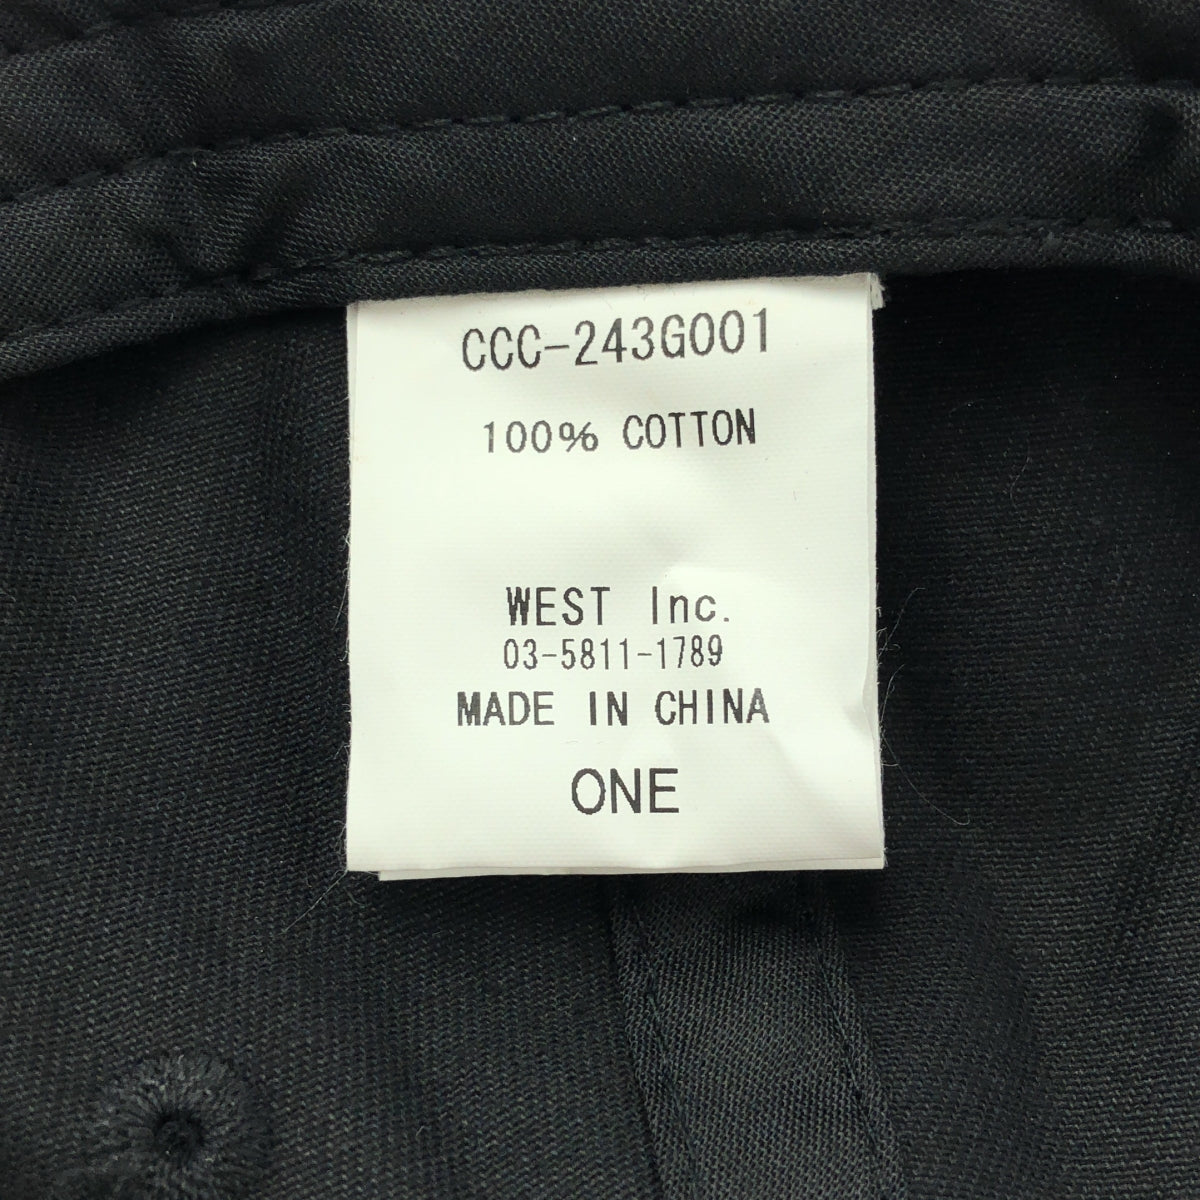 CCC-243G001
100% COTTON
WEST Inc.
03-5811-1789
MADE IN CHINA
ONE